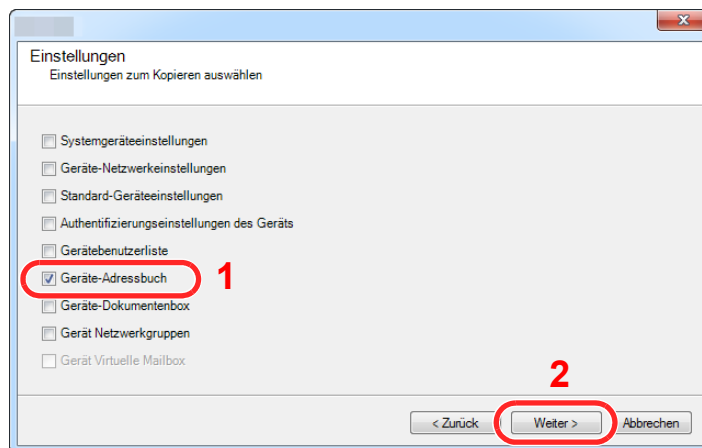 Einstellungen
Einstellungen zum Kopieren auswählen
Systemgeräteeinstellungen
Geräte-Netzwerkeinstellungen
Standard-Geräteeinstellungen
Authentifizierungseinstellungen des Geräts
Gerätebenutzerliste
Geräte-Adressbuch 1
Geräte-Dokumentenbox
Gerät Netzwerkgruppen
Gerät Virtuelle Mailbox
2
< Zurück Weiter > Abbrechen